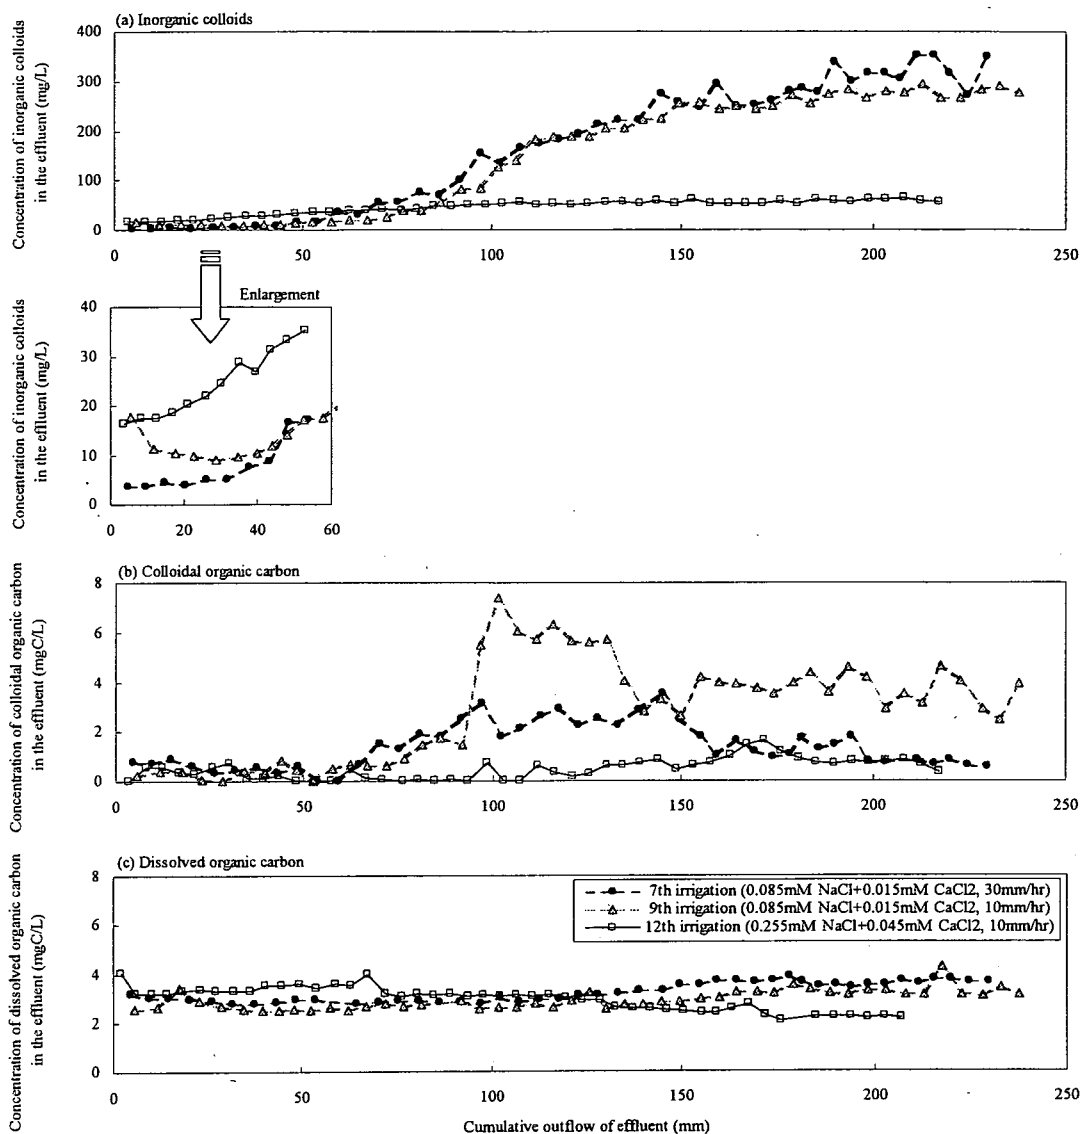 (a) Inorganic colloids
Concentration of inorganic colloids
in the effluent (mg/L)
400
300
200
100
0
0 50 100 150 200 250
Enlargement
Concentration of inorganic colloids
in the effluent (mg/L)
40
30
20
10
0
0 20 40 60
(b) Colloidal organic carbon
Concentration of colloidal organic carbon
in the effluent (mgC/L)
8
6
4
2
0
0 50 100 150 200 250
(c) Dissolved organic carbon
Concentration of dissolved organic carbon
in the effluent (mgC/L)
8
6
4
2
0
7th irrigation (0.085mM NaCl+0.015mM CaCl2, 30mm/hr)
9th irrigation (0.085mM NaCl+0.015mM CaCl2, 10mm/hr)
12th irrigation (0.255mM NaCl+0.045mM CaCl2, 10mm/hr)
0 50 100 150 200 250
Cumulative outflow of effluent (mm)